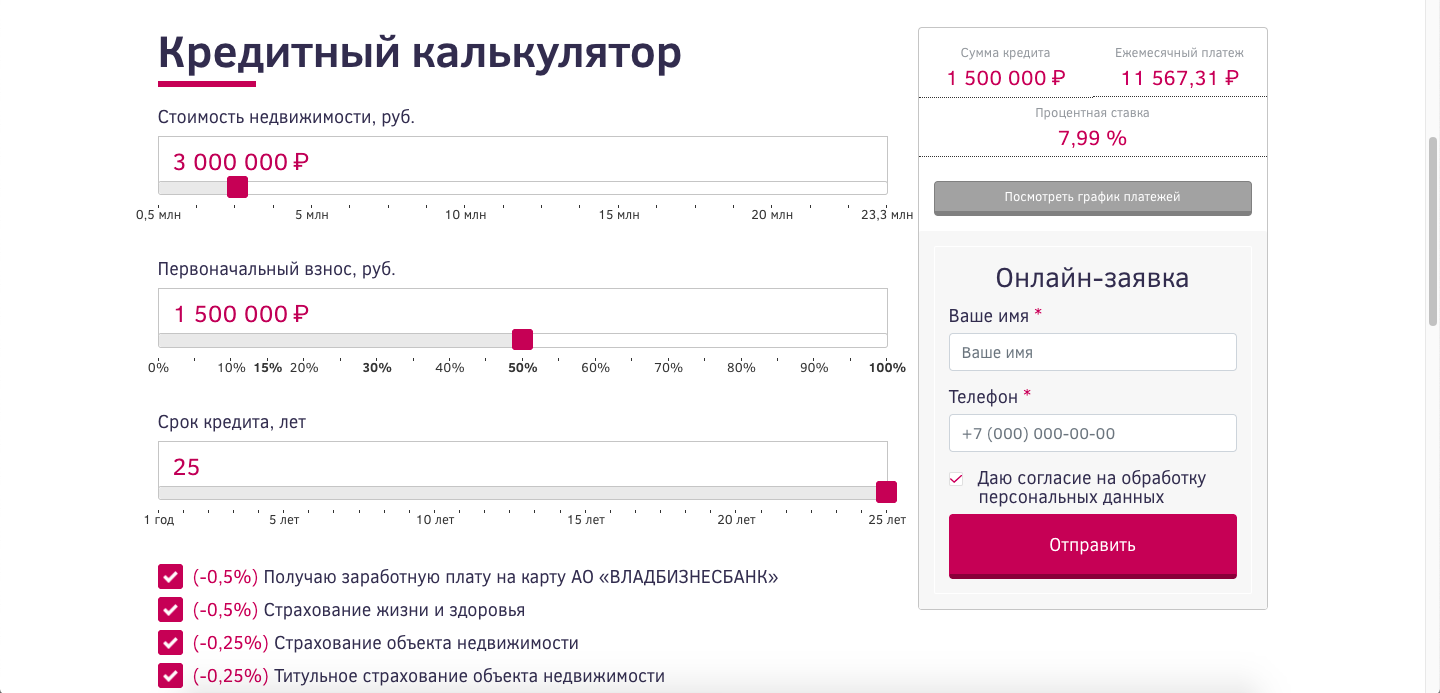 Кредитный калькулятор
Стоимость недвижимости, руб.
3 000 000 ₽
0,5 млн 5 млн 10 млн 15 млн 20 млн 23,3 млн
Первоначальный взнос, руб.
1 500 000 ₽
0% 10% 15% 20% 30% 40% 50% 60% 70% 80% 90% 100%
Срок кредита, лет
25
1 год 5 лет 10 лет 15 лет 20 лет 25 лет
(-0,5%) Получаю заработную плату на карту АО «ВЛАДБИЗНЕСБАНК»
(-0,5%) Страхование жизни и здоровья
(-0,25%) Страхование объекта недвижимости
(-0,25%) Титульное страхование объекта недвижимости
Сумма кредита Ежемесячный платеж
1 500 000 ₽ 11 567,31 ₽
Процентная ставка
7,99 %
Посмотреть график платежей
Онлайн-заявка
Ваше имя *
Ваше имя
Телефон *
+7 (000) 000-00-00
Даю согласие на обработку
персональных данных
Отправить